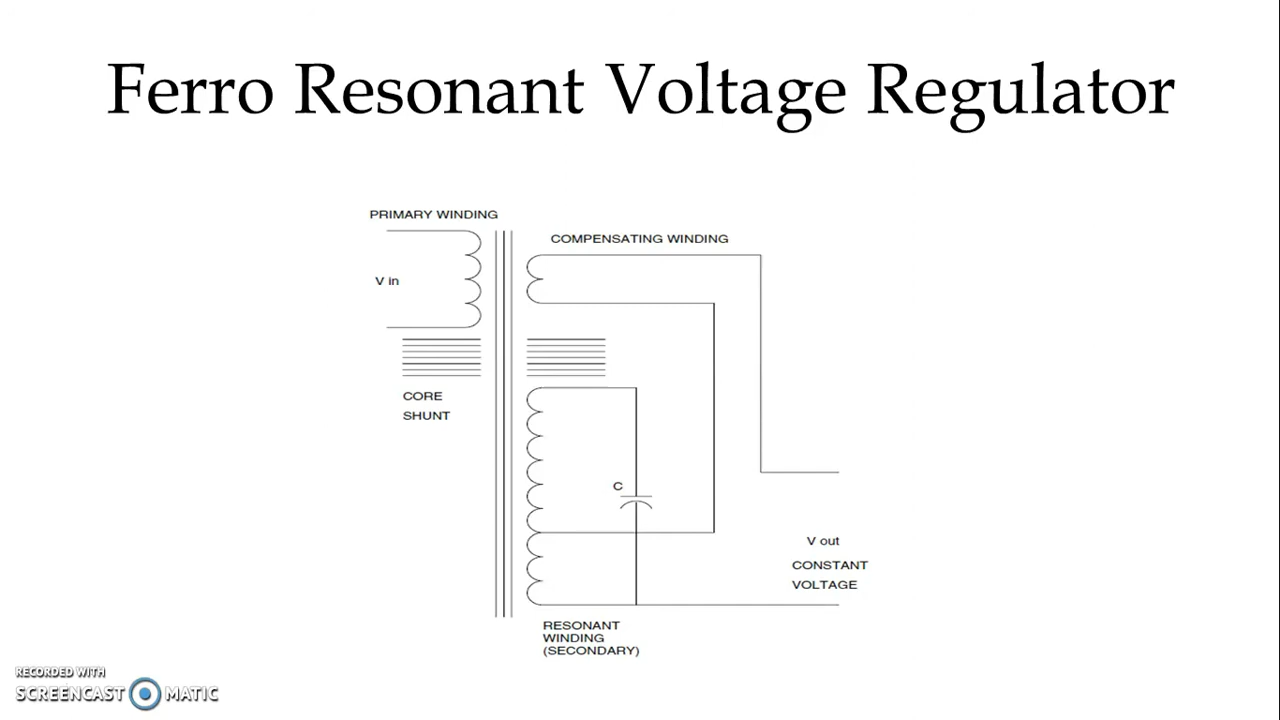 Ferro Resonant Voltage Regulator
PRIMARY WINDING
COMPENSATING WINDING
V in
CORE
SHUNT
C
V out
CONSTANT
VOLTAGE
RESONANT
WINDING
(SECONDARY)
RECORDED WITH
SCREENCAST MATIC